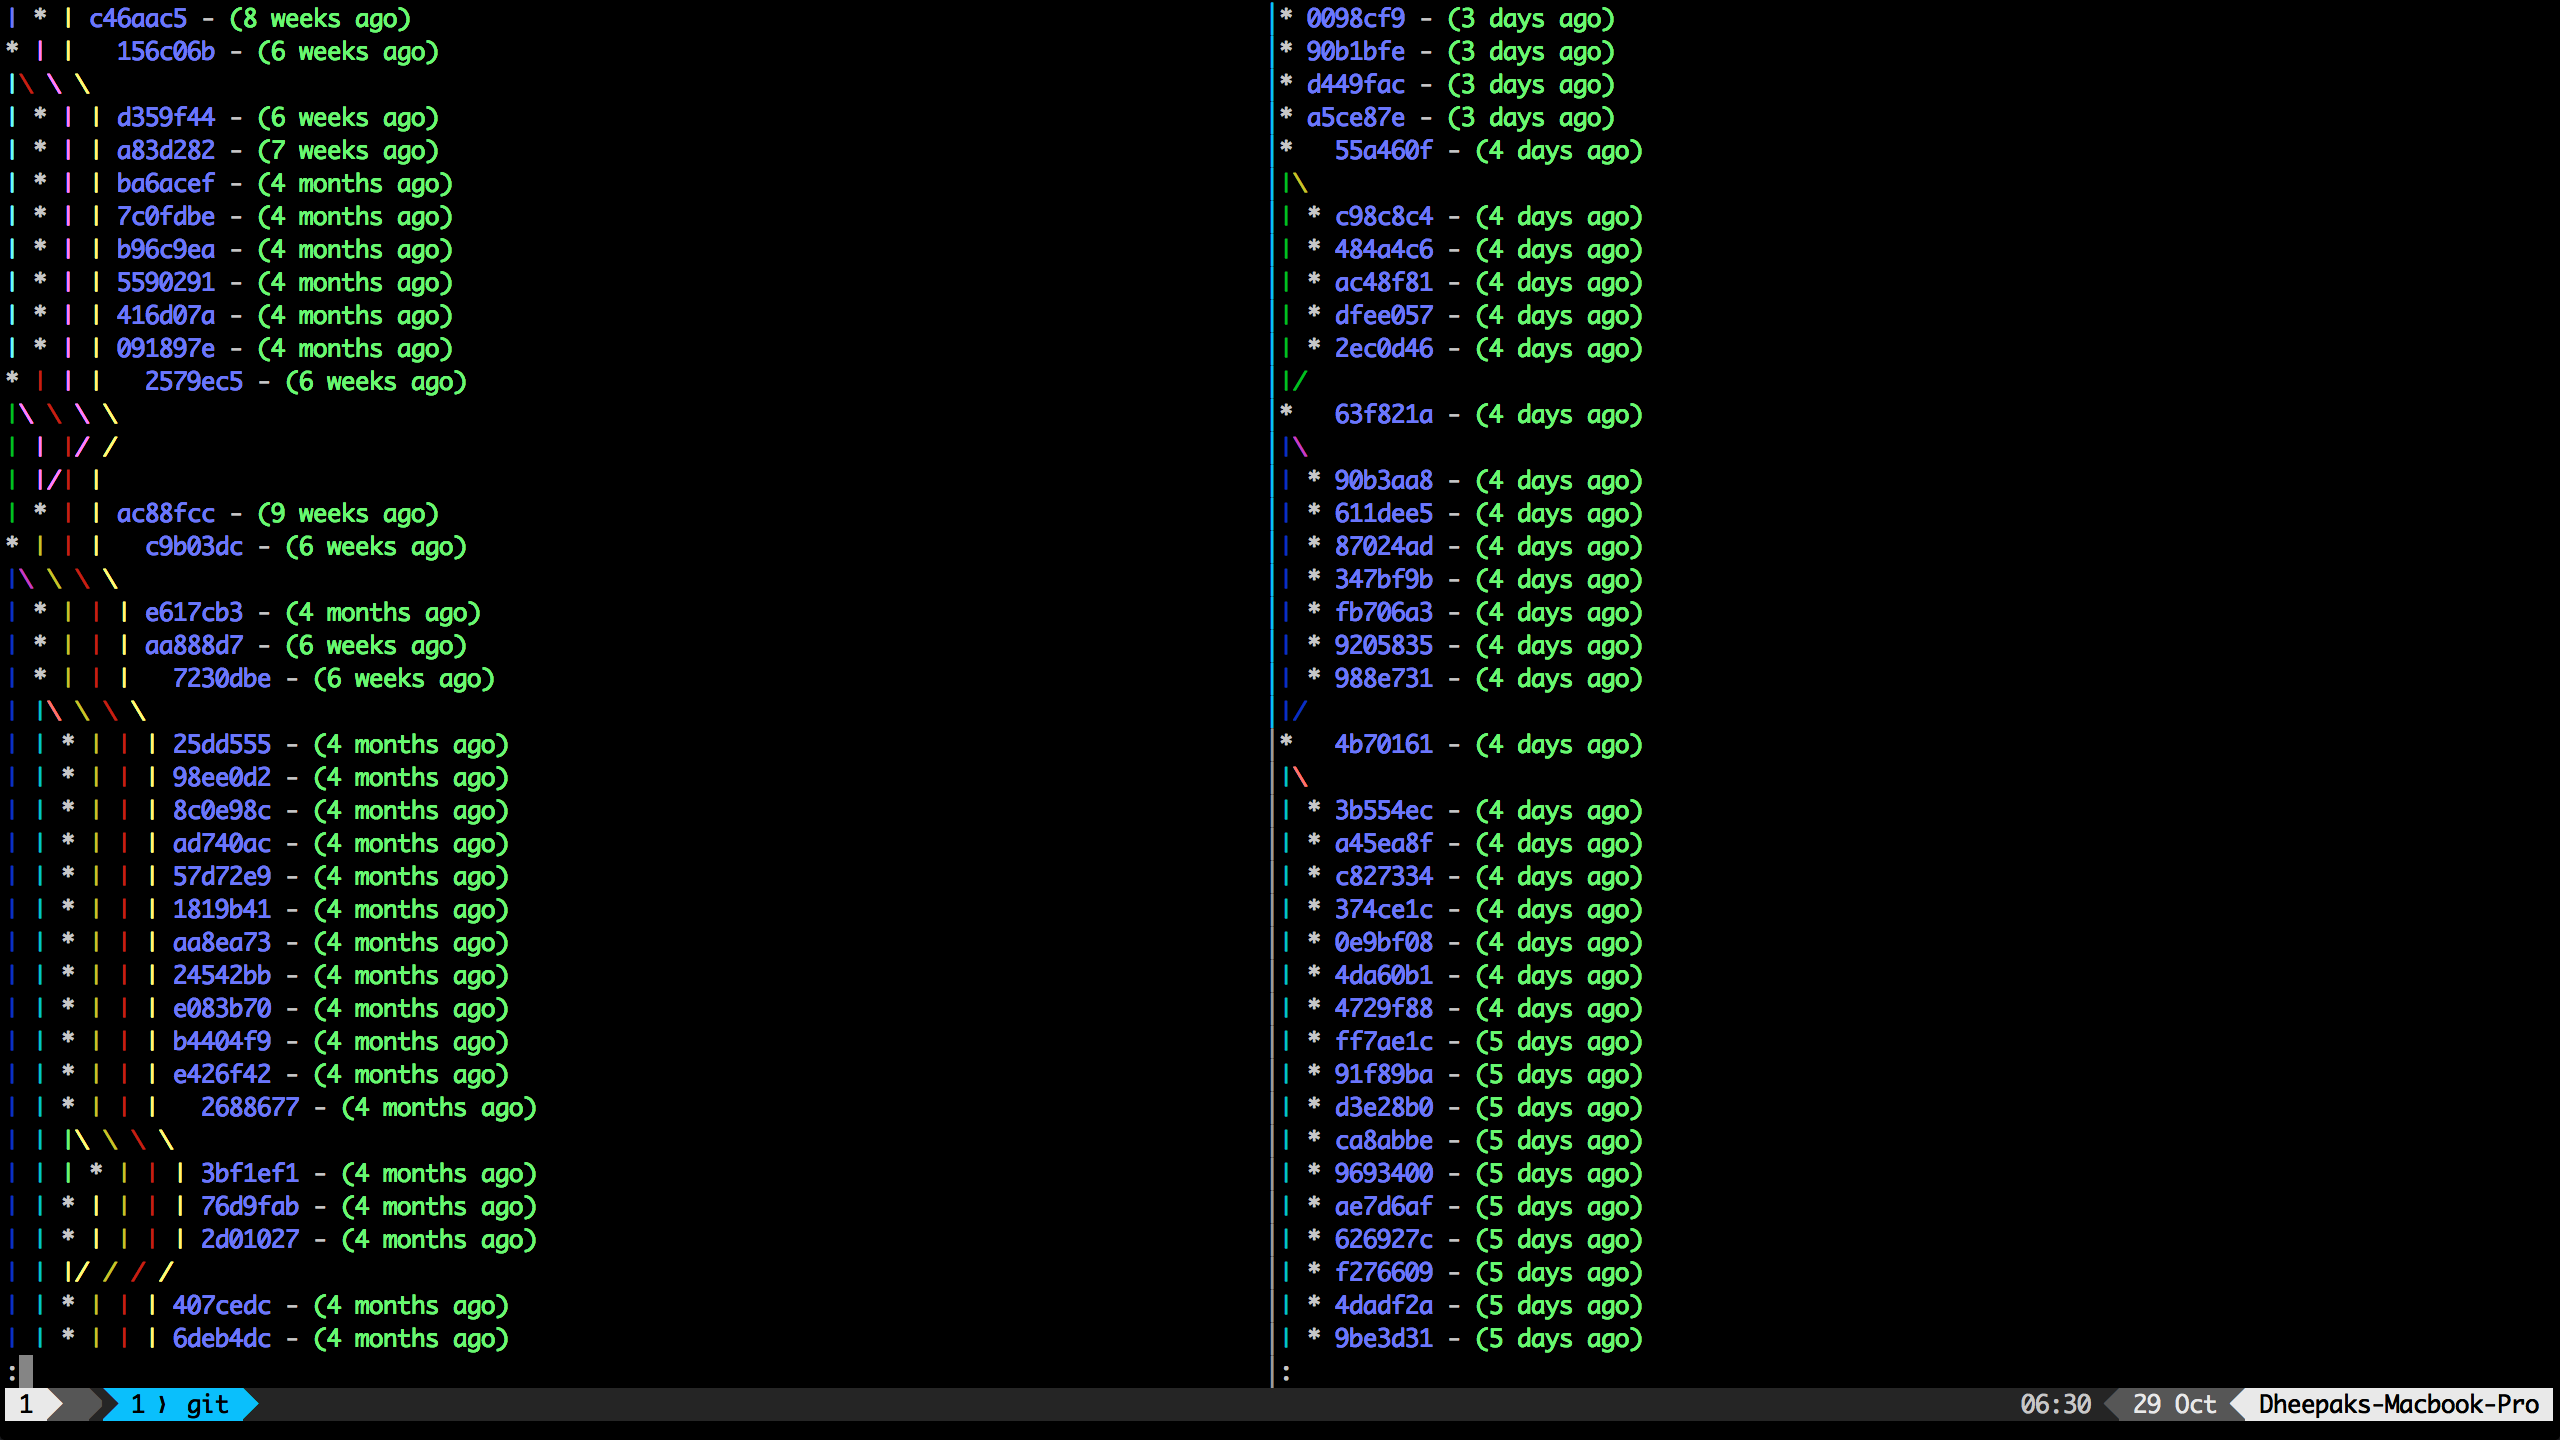 | * | c46aac5 - (8 weeks ago)
* | |   156c06b - (6 weeks ago)
|\ \ \
| * | | d359f44 - (6 weeks ago)
| * | | a83d282 - (7 weeks ago)
| * | | ba6acef - (4 months ago)
| * | | 7c0fdbe - (4 months ago)
| * | | b96c9ea - (4 months ago)
| * | | 5590291 - (4 months ago)
| * | | 416d07a - (4 months ago)
| * | | 091897e - (4 months ago)
* | | |   2579ec5 - (6 weeks ago)
|\ \ \ \
| | |/ /
| |/| |
| * | | ac88fcc - (9 weeks ago)
* | | |   c9b03dc - (6 weeks ago)
|\ \ \ \
| * | | | e617cb3 - (4 months ago)
| * | | | aa888d7 - (6 weeks ago)
| * | | |   7230dbe - (6 weeks ago)
| |\ \ \ \
| | * | | | 25dd555 - (4 months ago)
| | * | | | 98ee0d2 - (4 months ago)
| | * | | | 8c0e98c - (4 months ago)
| | * | | | ad740ac - (4 months ago)
| | * | | | 57d72e9 - (4 months ago)
| | * | | | 1819b41 - (4 months ago)
| | * | | | aa8ea73 - (4 months ago)
| | * | | | 24542bb - (4 months ago)
| | * | | | e083b70 - (4 months ago)
| | * | | | b4404f9 - (4 months ago)
| | * | | | e426f42 - (4 months ago)
| | * | | |   2688677 - (4 months ago)
| | |\ \ \ \
| | | * | | | 3bf1ef1 - (4 months ago)
| | * | | | | 76d9fab - (4 months ago)
| | * | | | | 2d01027 - (4 months ago)
| | |/ / / /
| | * | | | 407cedc - (4 months ago)
| | * | | | 6deb4dc - (4 months ago)
:
* 0098cf9 - (3 days ago)
* 90b1bfe - (3 days ago)
* d449fac - (3 days ago)
* a5ce87e - (3 days ago)
*   55a460f - (4 days ago)
|\
| * c98c8c4 - (4 days ago)
| * 484a4c6 - (4 days ago)
| * ac48f81 - (4 days ago)
| * dfee057 - (4 days ago)
| * 2ec0d46 - (4 days ago)
|/
*   63f821a - (4 days ago)
|\
| * 90b3aa8 - (4 days ago)
| * 611dee5 - (4 days ago)
| * 87024ad - (4 days ago)
| * 347bf9b - (4 days ago)
| * fb706a3 - (4 days ago)
| * 9205835 - (4 days ago)
| * 988e731 - (4 days ago)
|/
*   4b70161 - (4 days ago)
|\
| * 3b554ec - (4 days ago)
| * a45ea8f - (4 days ago)
| * c827334 - (4 days ago)
| * 374ce1c - (4 days ago)
| * 0e9bf08 - (4 days ago)
| * 4da60b1 - (4 days ago)
| * 4729f88 - (4 days ago)
| * ff7ae1c - (5 days ago)
| * 91f89ba - (5 days ago)
| * d3e28b0 - (5 days ago)
| * ca8abbe - (5 days ago)
| * 9693400 - (5 days ago)
| * ae7d6af - (5 days ago)
| * 626927c - (5 days ago)
| * f276609 - (5 days ago)
| * 4dadf2a - (5 days ago)
| * 9be3d31 - (5 days ago)
:
1 1 ⟩ git 06:30 29 Oct Dheepaks-Macbook-Pro